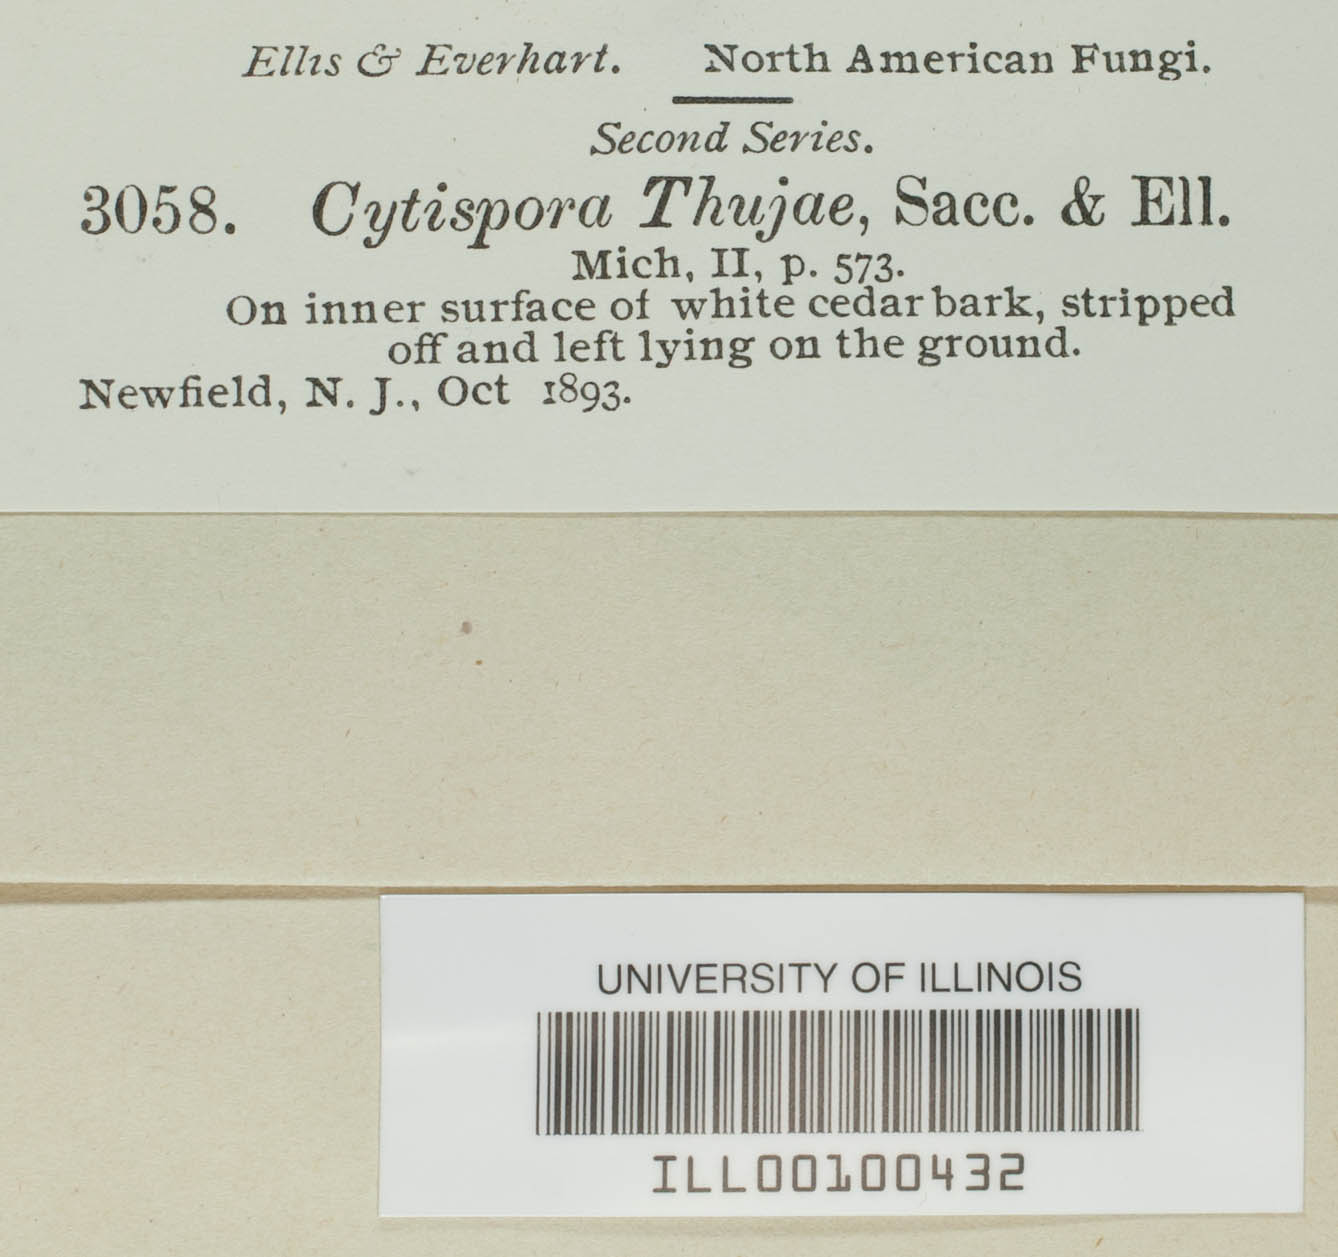 Ellis & Everhart. North American Fungi.
Second Series.
3058. Cytispora Thujae, Sacc. & Ell.
Mich, II, p. 573.
On inner surface of white cedar bark, stripped
off and left lying on the ground.
Newfield, N. J., Oct 1893.
UNIVERSITY OF ILLINOIS
ILL00100432